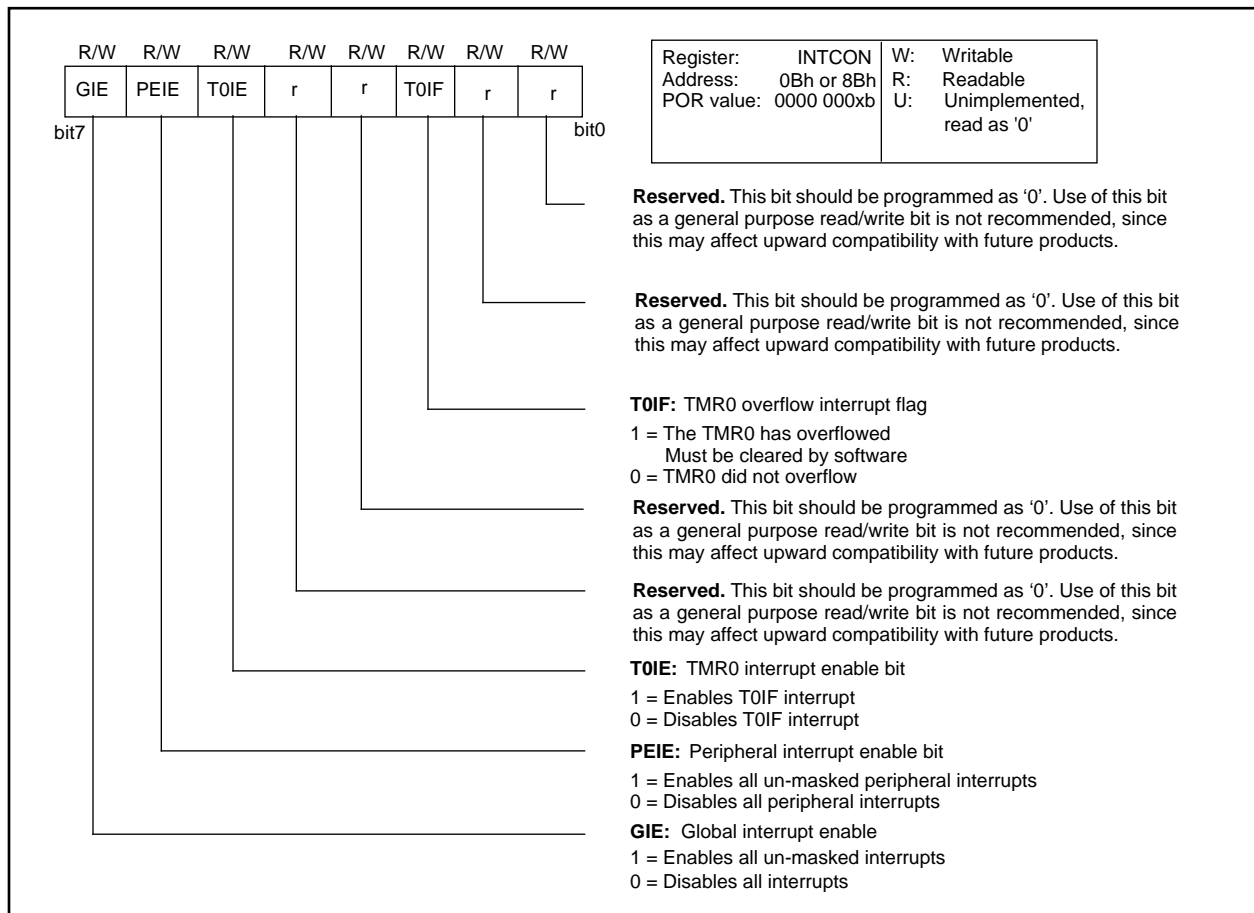 R/W R/W R/W R/W R/W R/W R/W R/W
GIE PEIE T0IE r r T0IF r r
bit7 bit0
Register: INTCON
Address: 0Bh or 8Bh
POR value: 0000 000xb
W: Writable
R: Readable
U: Unimplemented,
read as '0'
Reserved. This bit should be programmed as ‘0’. Use of this bit
as a general purpose read/write bit is not recommended, since
this may affect upward compatibility with future products.
Reserved. This bit should be programmed as ‘0’. Use of this bit
as a general purpose read/write bit is not recommended, since
this may affect upward compatibility with future products.
T0IF: TMR0 overflow interrupt flag
1 = The TMR0 has overflowed
Must be cleared by software
0 = TMR0 did not overflow
Reserved. This bit should be programmed as ‘0’. Use of this bit
as a general purpose read/write bit is not recommended, since
this may affect upward compatibility with future products.
Reserved. This bit should be programmed as ‘0’. Use of this bit
as a general purpose read/write bit is not recommended, since
this may affect upward compatibility with future products.
T0IE: TMR0 interrupt enable bit
1 = Enables T0IF interrupt
0 = Disables T0IF interrupt
PEIE: Peripheral interrupt enable bit
1 = Enables all un-masked peripheral interrupts
0 = Disables all peripheral interrupts
GIE: Global interrupt enable
1 = Enables all un-masked interrupts
0 = Disables all interrupts